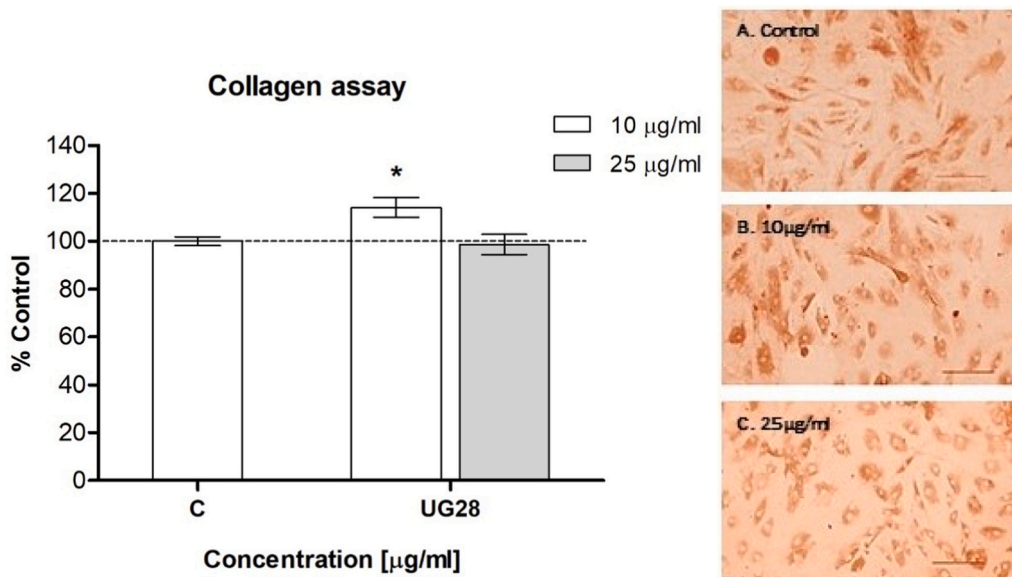 Collagen assay
10 μg/ml
25 μg/ml
140
120
100
80
60
40
20
0
% Control
*
C
UG28
Concentration [μg/ml]
A. Control
B. 10μg/ml
C. 25μg/ml